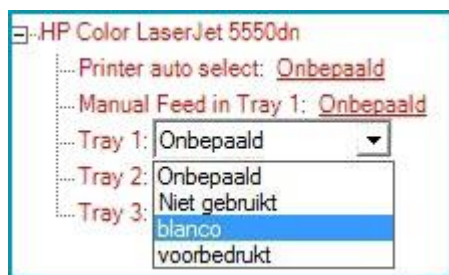 HP Color LaserJet 5550dn
Printer auto select: Onbepaald
Manual Feed in Tray 1: Onbepaald
Tray 1: Onbepaald
Tray 2: Onbepaald
Niet gebruikt
Tray 3: blanco
voorbedrukt